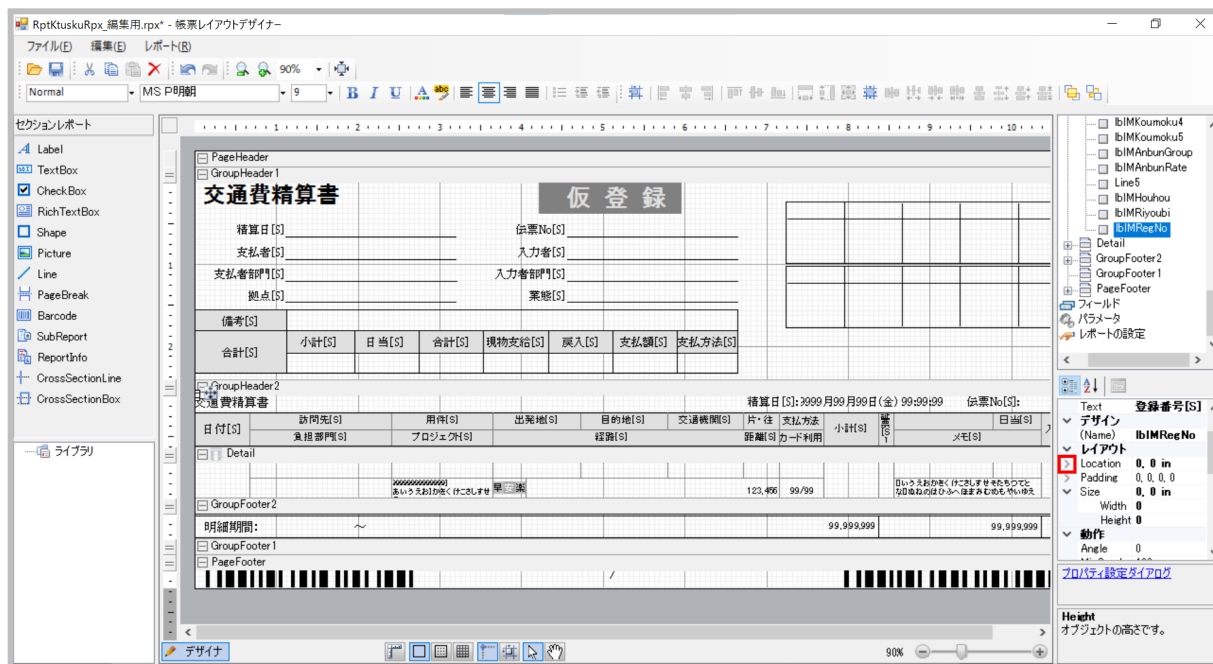 RptKtuskuRpx_編集用.rpx* - 帳票レイアウトデザイナー
ファイル(F) 編集(E) レポート(R)
90%
Normal MS P明朝 9 B I U
セクションレポート
Label
TextBox
CheckBox
RichTextBox
Shape
Picture
Line
PageBreak
Barcode
SubReport
ReportInfo
CrossSectionLine
CrossSectionBox
ライブラリ
1 2 3 4 5 6 7 8 9 10
PageHeader
GroupHeader1
交通費精算書 仮登録
精算日[S] 伝票No[S]
支払者[S] 入力者[S]
支払者部門[S] 入力者部門[S]
拠点[S] 業態[S]
備考[S]
合計[S] 小計[S] 日当[S] 合計[S] 現物支給[S] 戻入[S] 支払額[S] 支払方法[S]
GroupHeader2
交通費精算書 精算日[S]:9999月99月99日(金) 99:99:99 伝票No[S]:
日付[S] 訪問先[S] 用件[S] 出発地[S] 目的地[S] 交通機関[S] 片・往 支払方法 小計[S] 日当[S]
負担部門[S] プロジェクト[S] 経路[S] 距離[S] カード利用 メモ[S]
Detail
あいうえお]かきくけこさしすせ 早 安 楽 123,456 99/99
GroupFooter2
明細期間: ～ 99,999,999 99,999,999
GroupFooter1
PageFooter
/
デザイナ
90%
lblMKoumoku4
lblMKoumoku5
lblMAnbunGroup
lblMAnbunRate
Line5
lblMHouhou
lblMRiyoubi
lblMRegNo
Detail
GroupFooter2
GroupFooter1
PageFooter
フィールド
パラメータ
レポートの設定
Text 登録番号[S]
デザイン
(Name) lblMRegNo
レイアウト
Location 0, 0 in
Padding 0, 0, 0, 0
Size 0, 0 in
Width 0
Height 0
動作
Angle 0
プロパティ設定ダイアログ
Height
オブジェクトの高さです。